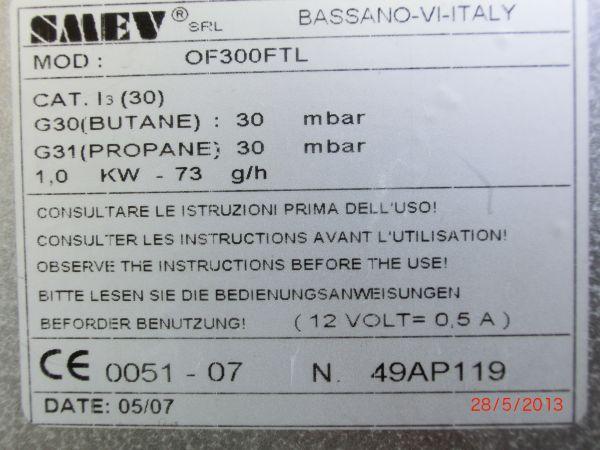 SMEV ® SRL BASSANO-VI-ITALY
MOD : OF300FTL
CAT. I3 (30)
G30(BUTANE) : 30 mbar
G31(PROPANE) 30 mbar
1,0 KW - 73 g/h
CONSULTARE LE ISTRUZIONI PRIMA DELL'USO!
CONSULTER LES INSTRUCTIONS AVANT L'UTILISATION!
OBSERVE THE INSTRUCTIONS BEFORE THE USE!
BITTE LESEN SIE DIE BEDIENUNGSANWEISUNGEN
BEFORDER BENUTZUNG! ( 12 VOLT= 0,5 A )
CE 0051 - 07 N. 49AP119
DATE: 05/07
28/5/2013